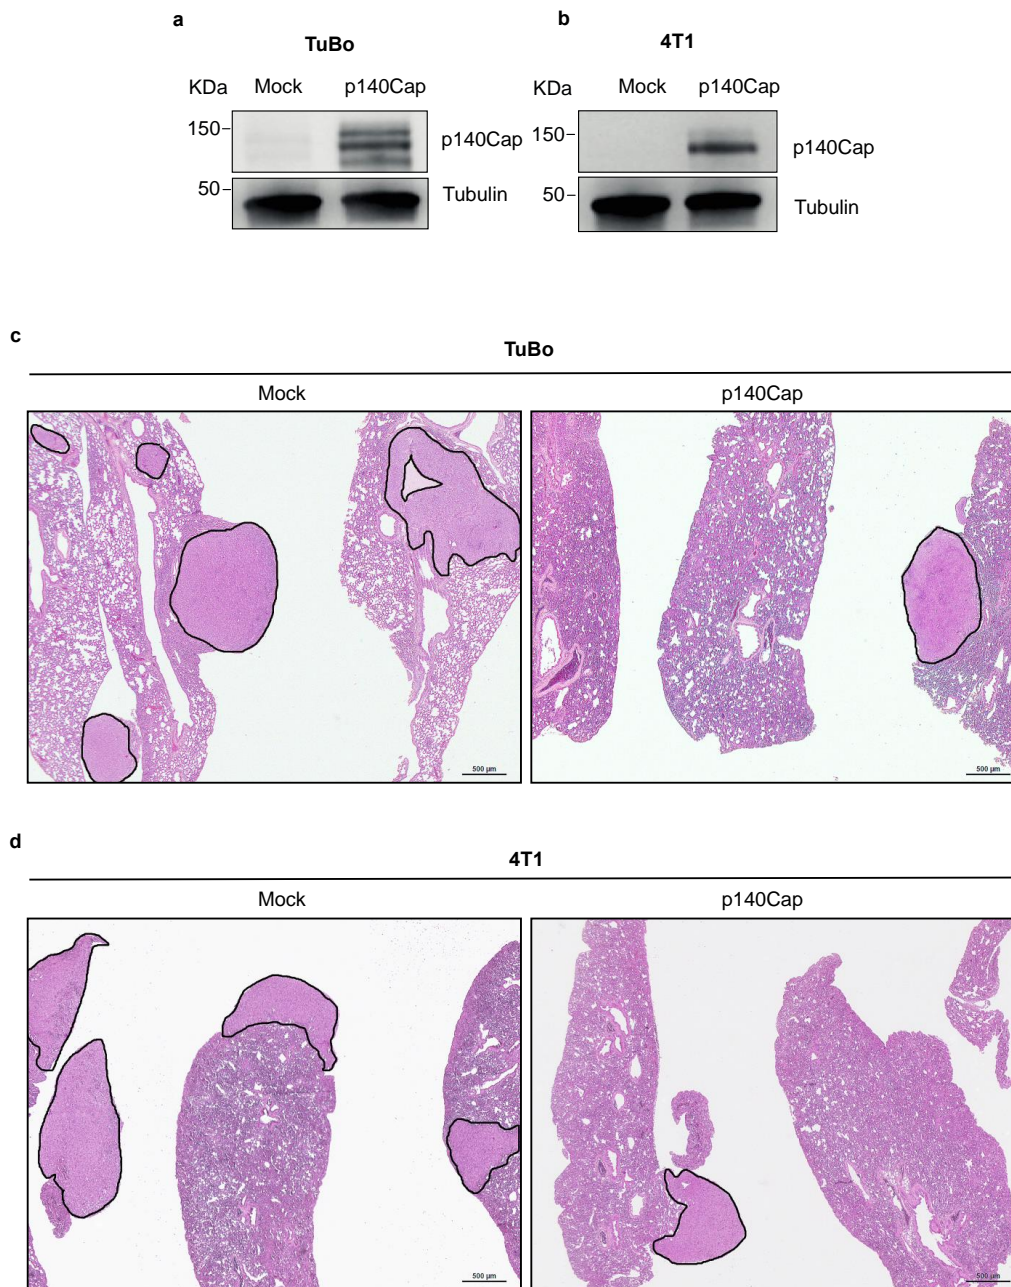 a
TuBo
KDa Mock p140Cap
150
p140Cap
50
Tubulin
b
4T1
KDa Mock p140Cap
150
p140Cap
50
Tubulin
c
TuBo
Mock p140Cap
500 µm 500 µm
d
4T1
Mock p140Cap
500 µm 500 µm